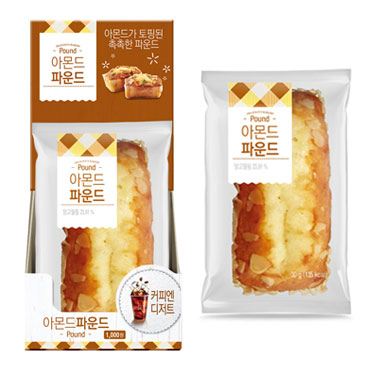 아몬드가 토핑된
촉촉한 파운드
Pound
아몬드
파운드
Pound
아몬드
파운드
커피엔
디저트
아몬드파운드
Pound
1,000원
Pound
아몬드
파운드